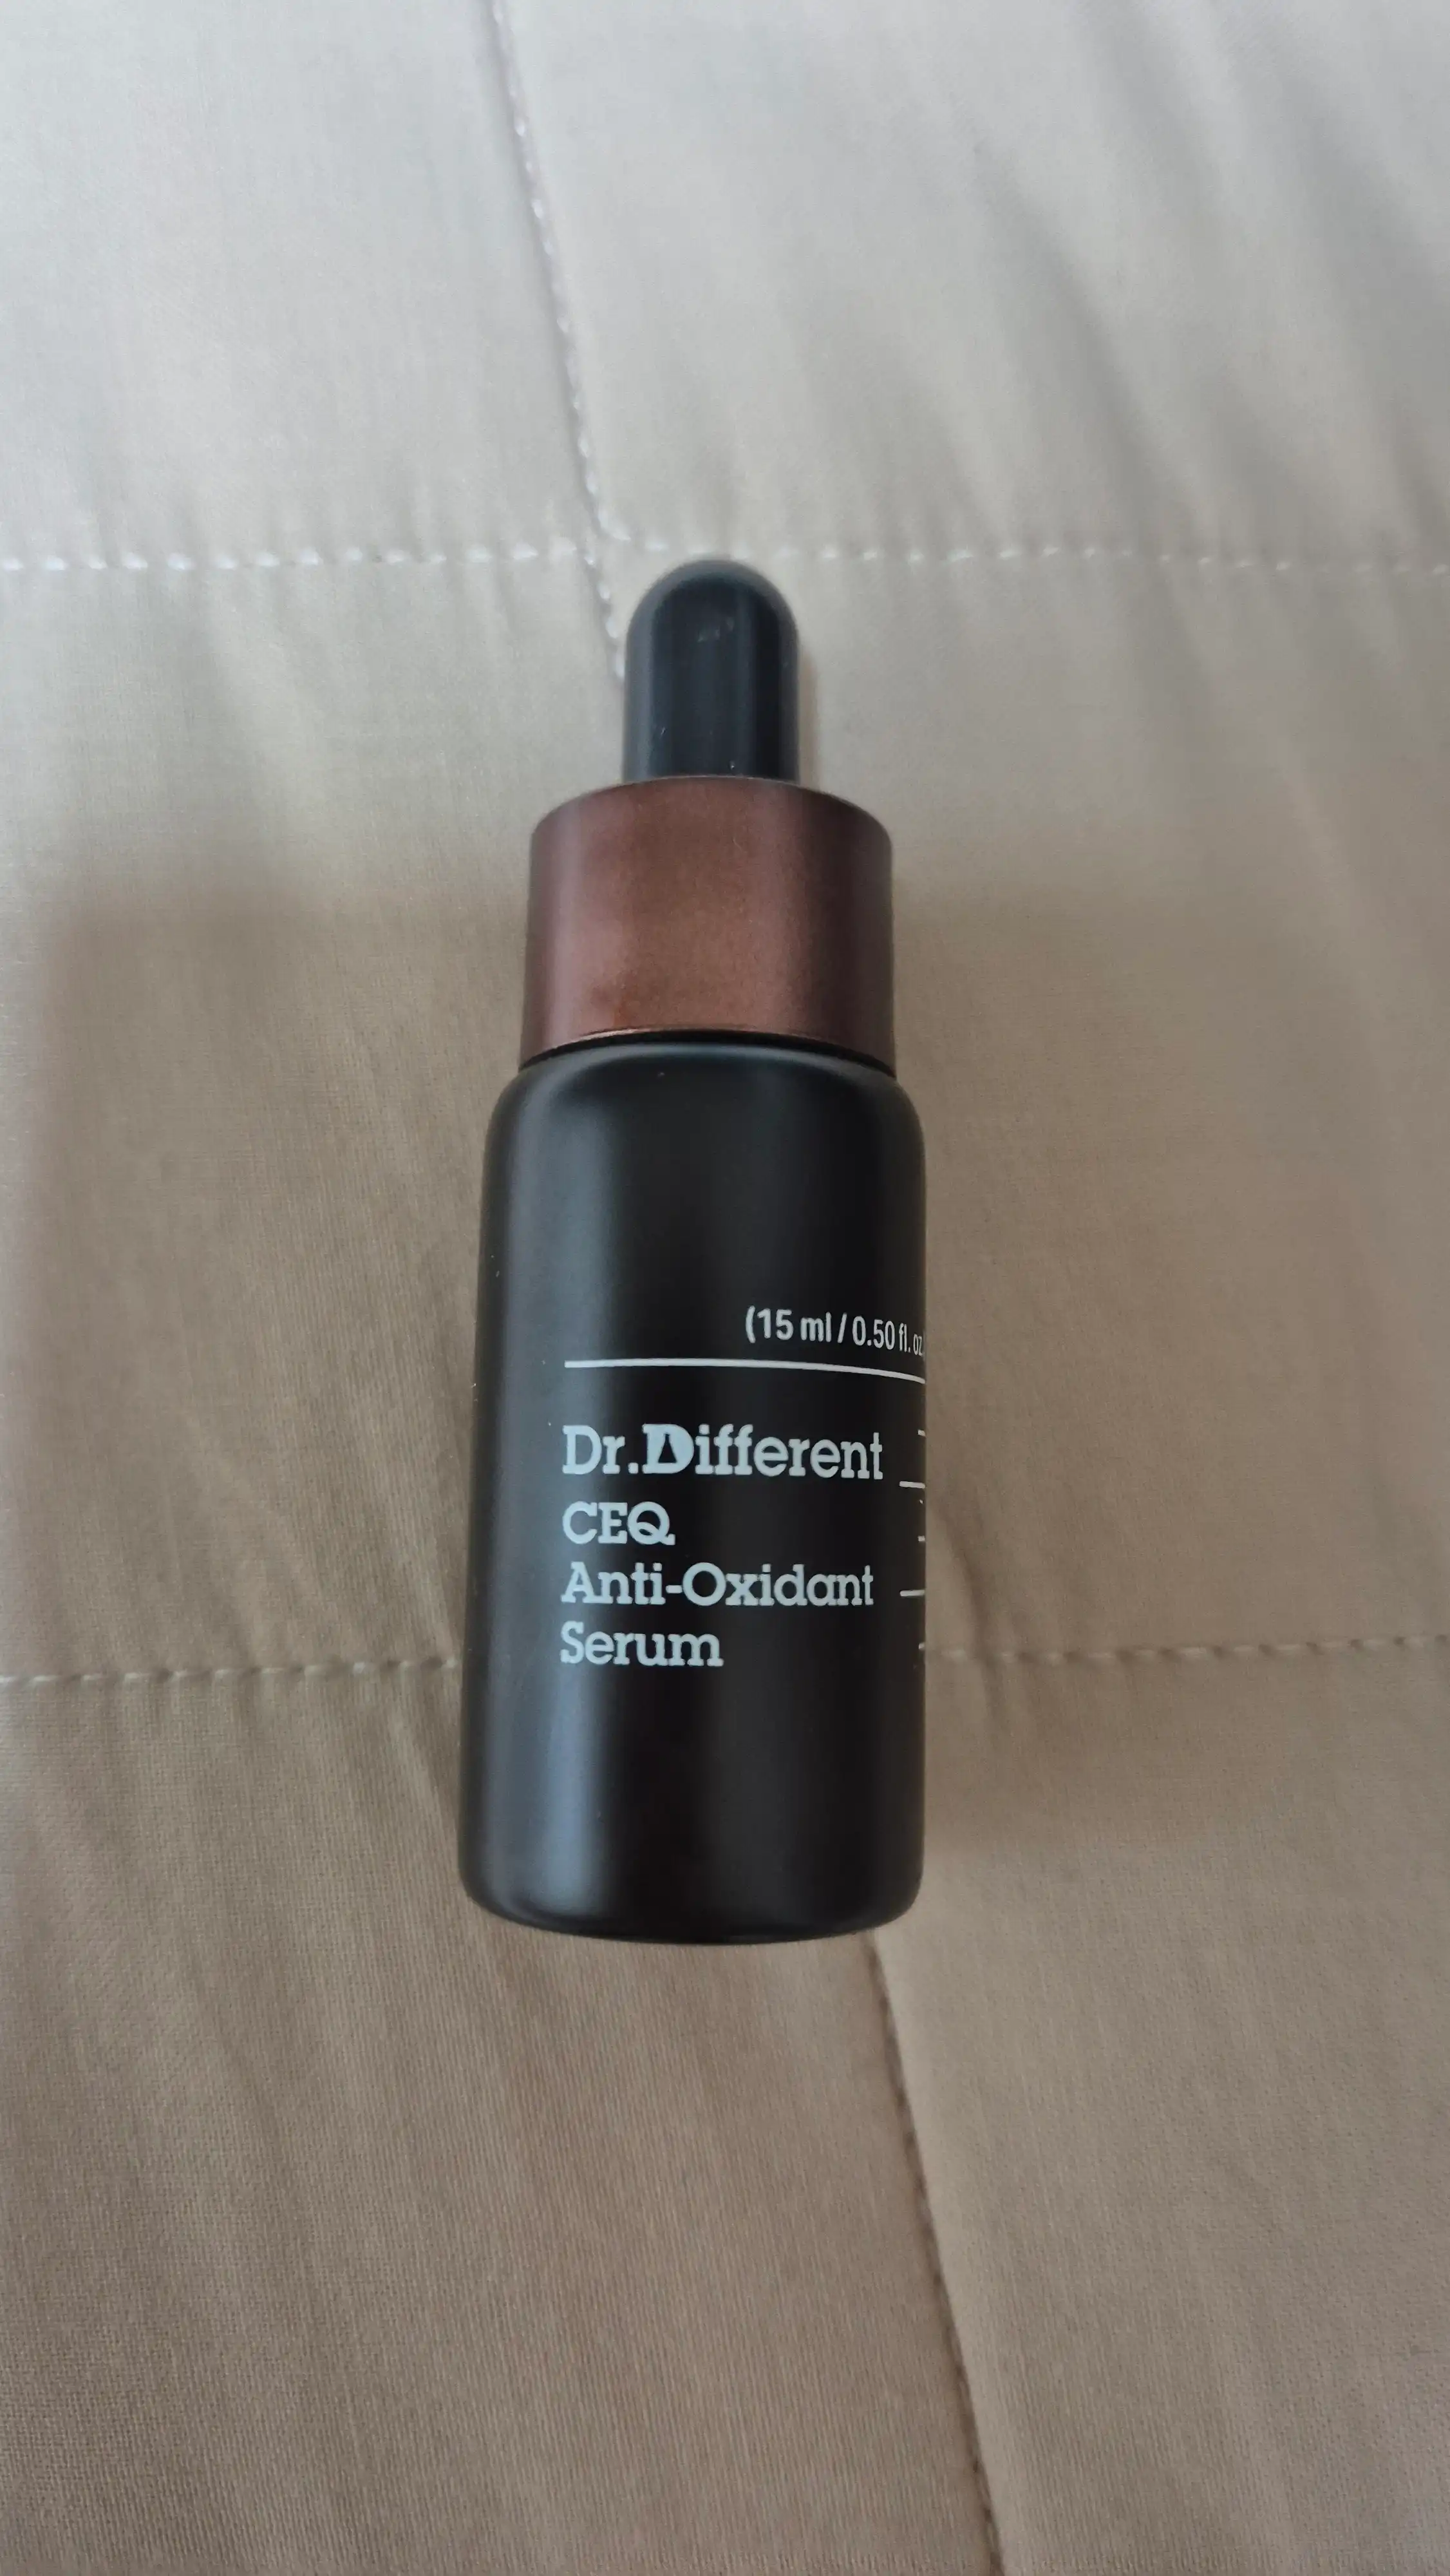 (15 ml / 0.50 fl. oz.
Dr.Different
CEQ
Anti-Oxidant
Serum